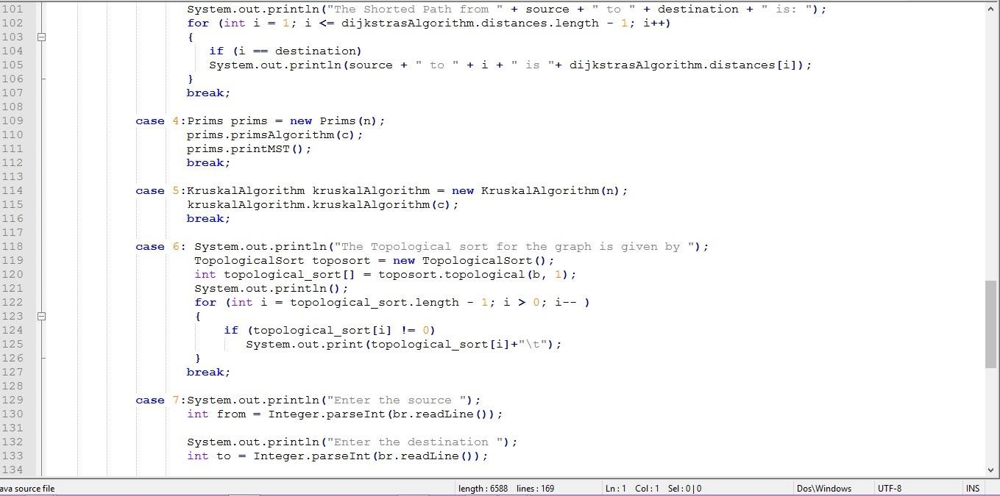 101 System.out.println("The Shorted Path from " + source + " to " + destination + " is: ");
102 for (int i = 1; i <= dijkstrasAlgorithm.distances.length - 1; i++)
103 {
104 if (i == destination)
105 System.out.println(source + " to " + i + " is "+ dijkstrasAlgorithm.distances[i]);
106 }
107 break;
108
109 case 4:Prims prims = new Prims(n);
110 prims.primsAlgorithm(c);
111 prims.printMST();
112 break;
113
114 case 5:KruskalAlgorithm kruskalAlgorithm = new KruskalAlgorithm(n);
115 kruskalAlgorithm.kruskalAlgorithm(c);
116 break;
117
118 case 6: System.out.println("The Topological sort for the graph is given by ");
119 TopologicalSort toposort = new TopologicalSort();
120 int topological_sort[] = toposort.topological(b, 1);
121 System.out.println();
122 for (int i = topological_sort.length - 1; i > 0; i-- )
123 {
124 if (topological_sort[i] != 0)
125 System.out.print(topological_sort[i]+"\t");
126 }
127 break;
128
129 case 7:System.out.println("Enter the source ");
130 int from = Integer.parseInt(br.readLine());
131
132 System.out.println("Enter the destination ");
133 int to = Integer.parseInt(br.readLine());
134
ava source file length : 6588 lines : 169 Ln : 1 Col : 1 Sel : 0 | 0 Dos\Windows UTF-8 INS